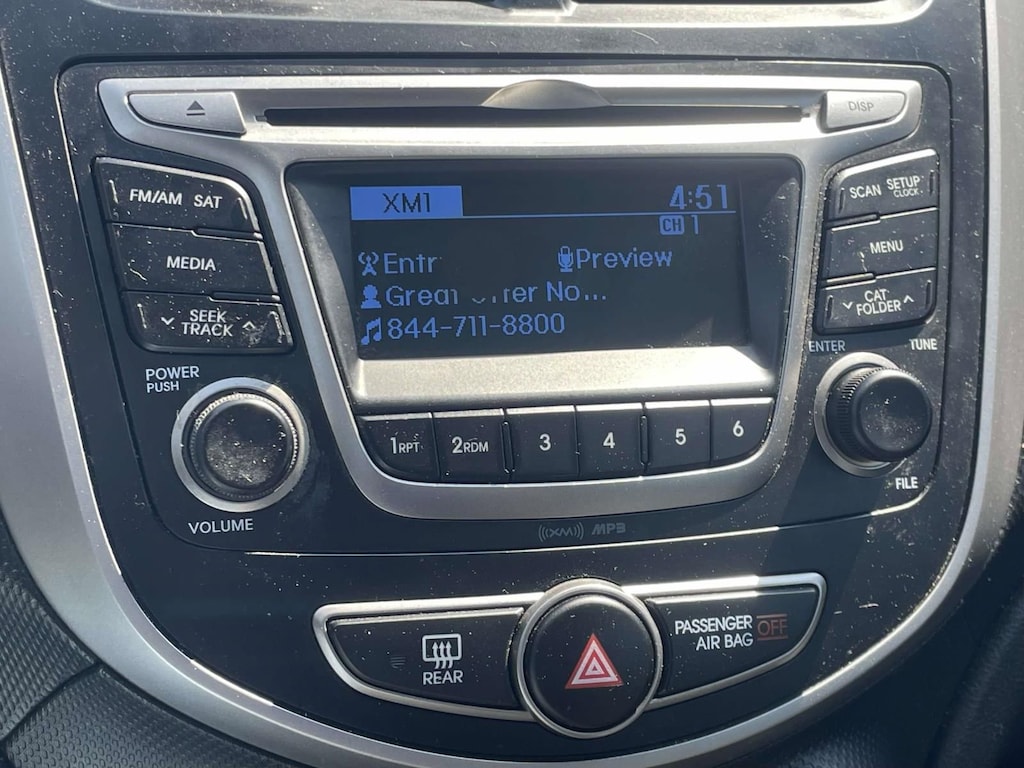 DISP
FM/AM SAT
MEDIA
SEEK
TRACK
POWER
PUSH
VOLUME
XM1 4:51
CH 1
Entr Preview
No...
844-711-8800
1RPT 2RDM 3 4 5 6
SCAN SETUP
CLOCK
MENU
CAT
FOLDER
ENTER TUNE
FILE
((XM)) MP3
REAR
PASSENGER
AIR BAG OFF